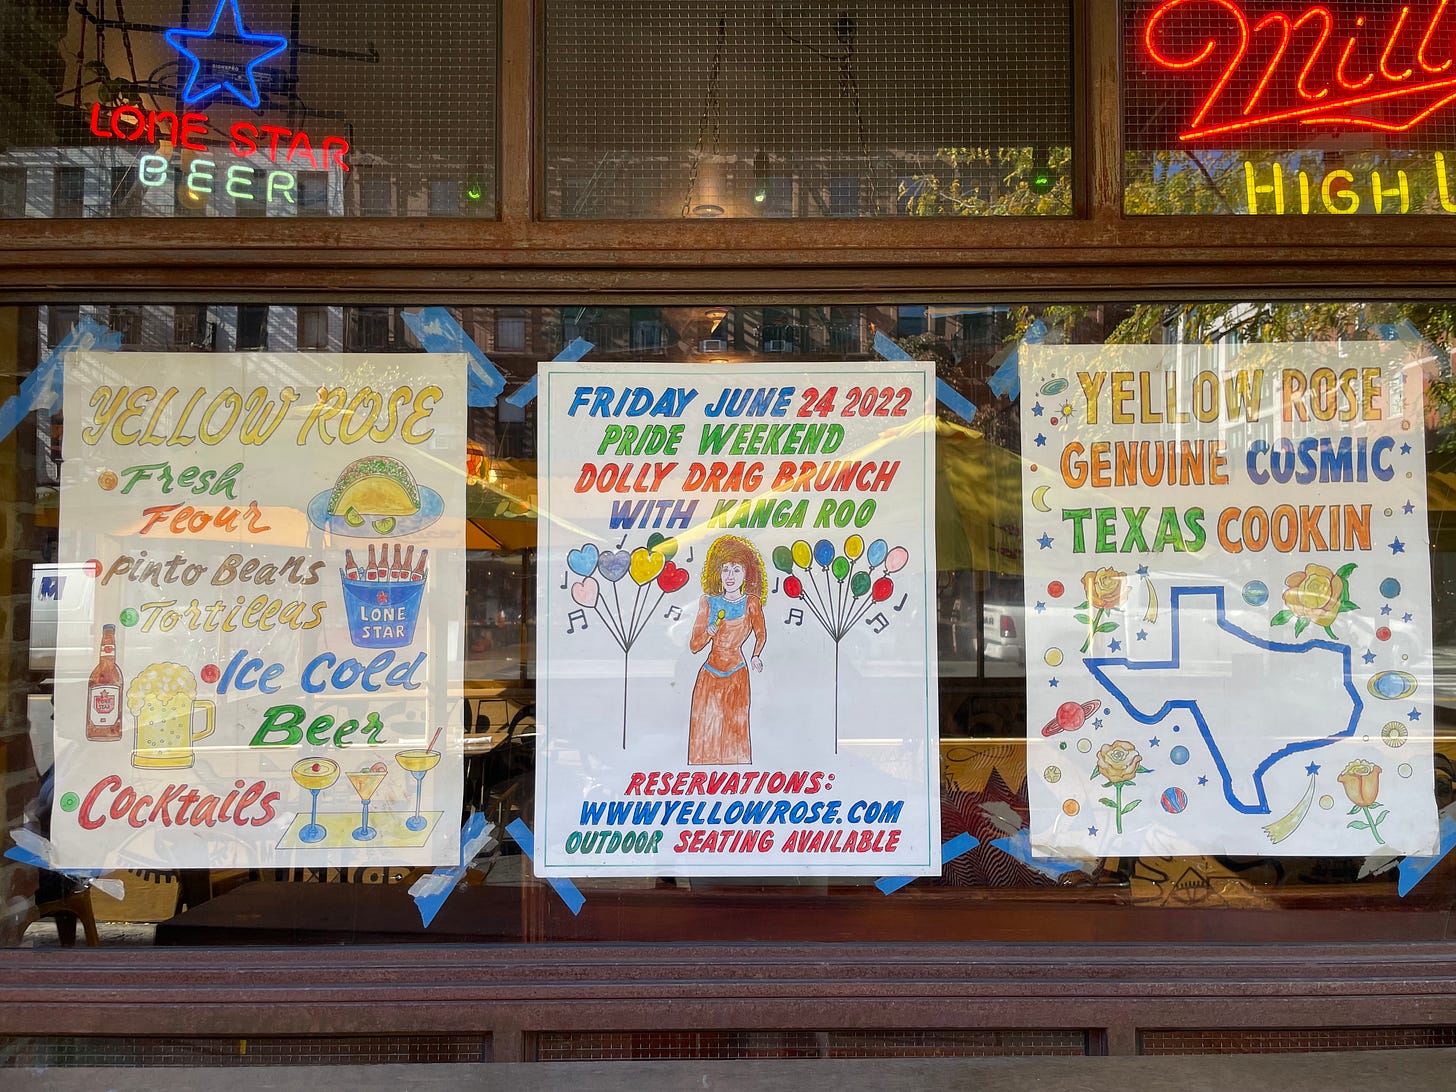 LONE STAR
BEER
Mill
HIGH
YELLOW ROSE
Fresh
Flour
Pinto Beans
Tortillas
LONE
STAR
Ice Cold
Beer
Cocktails
FRIDAY JUNE 24 2022
PRIDE WEEKEND
DOLLY DRAG BRUNCH
WITH KANGA ROO
RESERVATIONS:
WWWYELLOWROSE.COM
OUTDOOR SEATING AVAILABLE
YELLOW ROSE
GENUINE COSMIC
TEXAS COOKIN
M